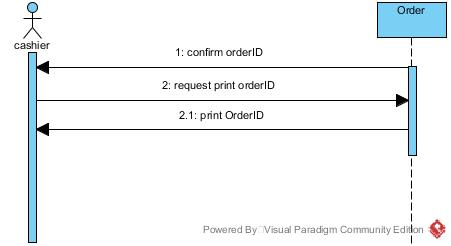 Order
cashier
1: confirm orderID
2: request print orderID
2.1: print OrderID
Powered By Visual Paradigm Community Edition